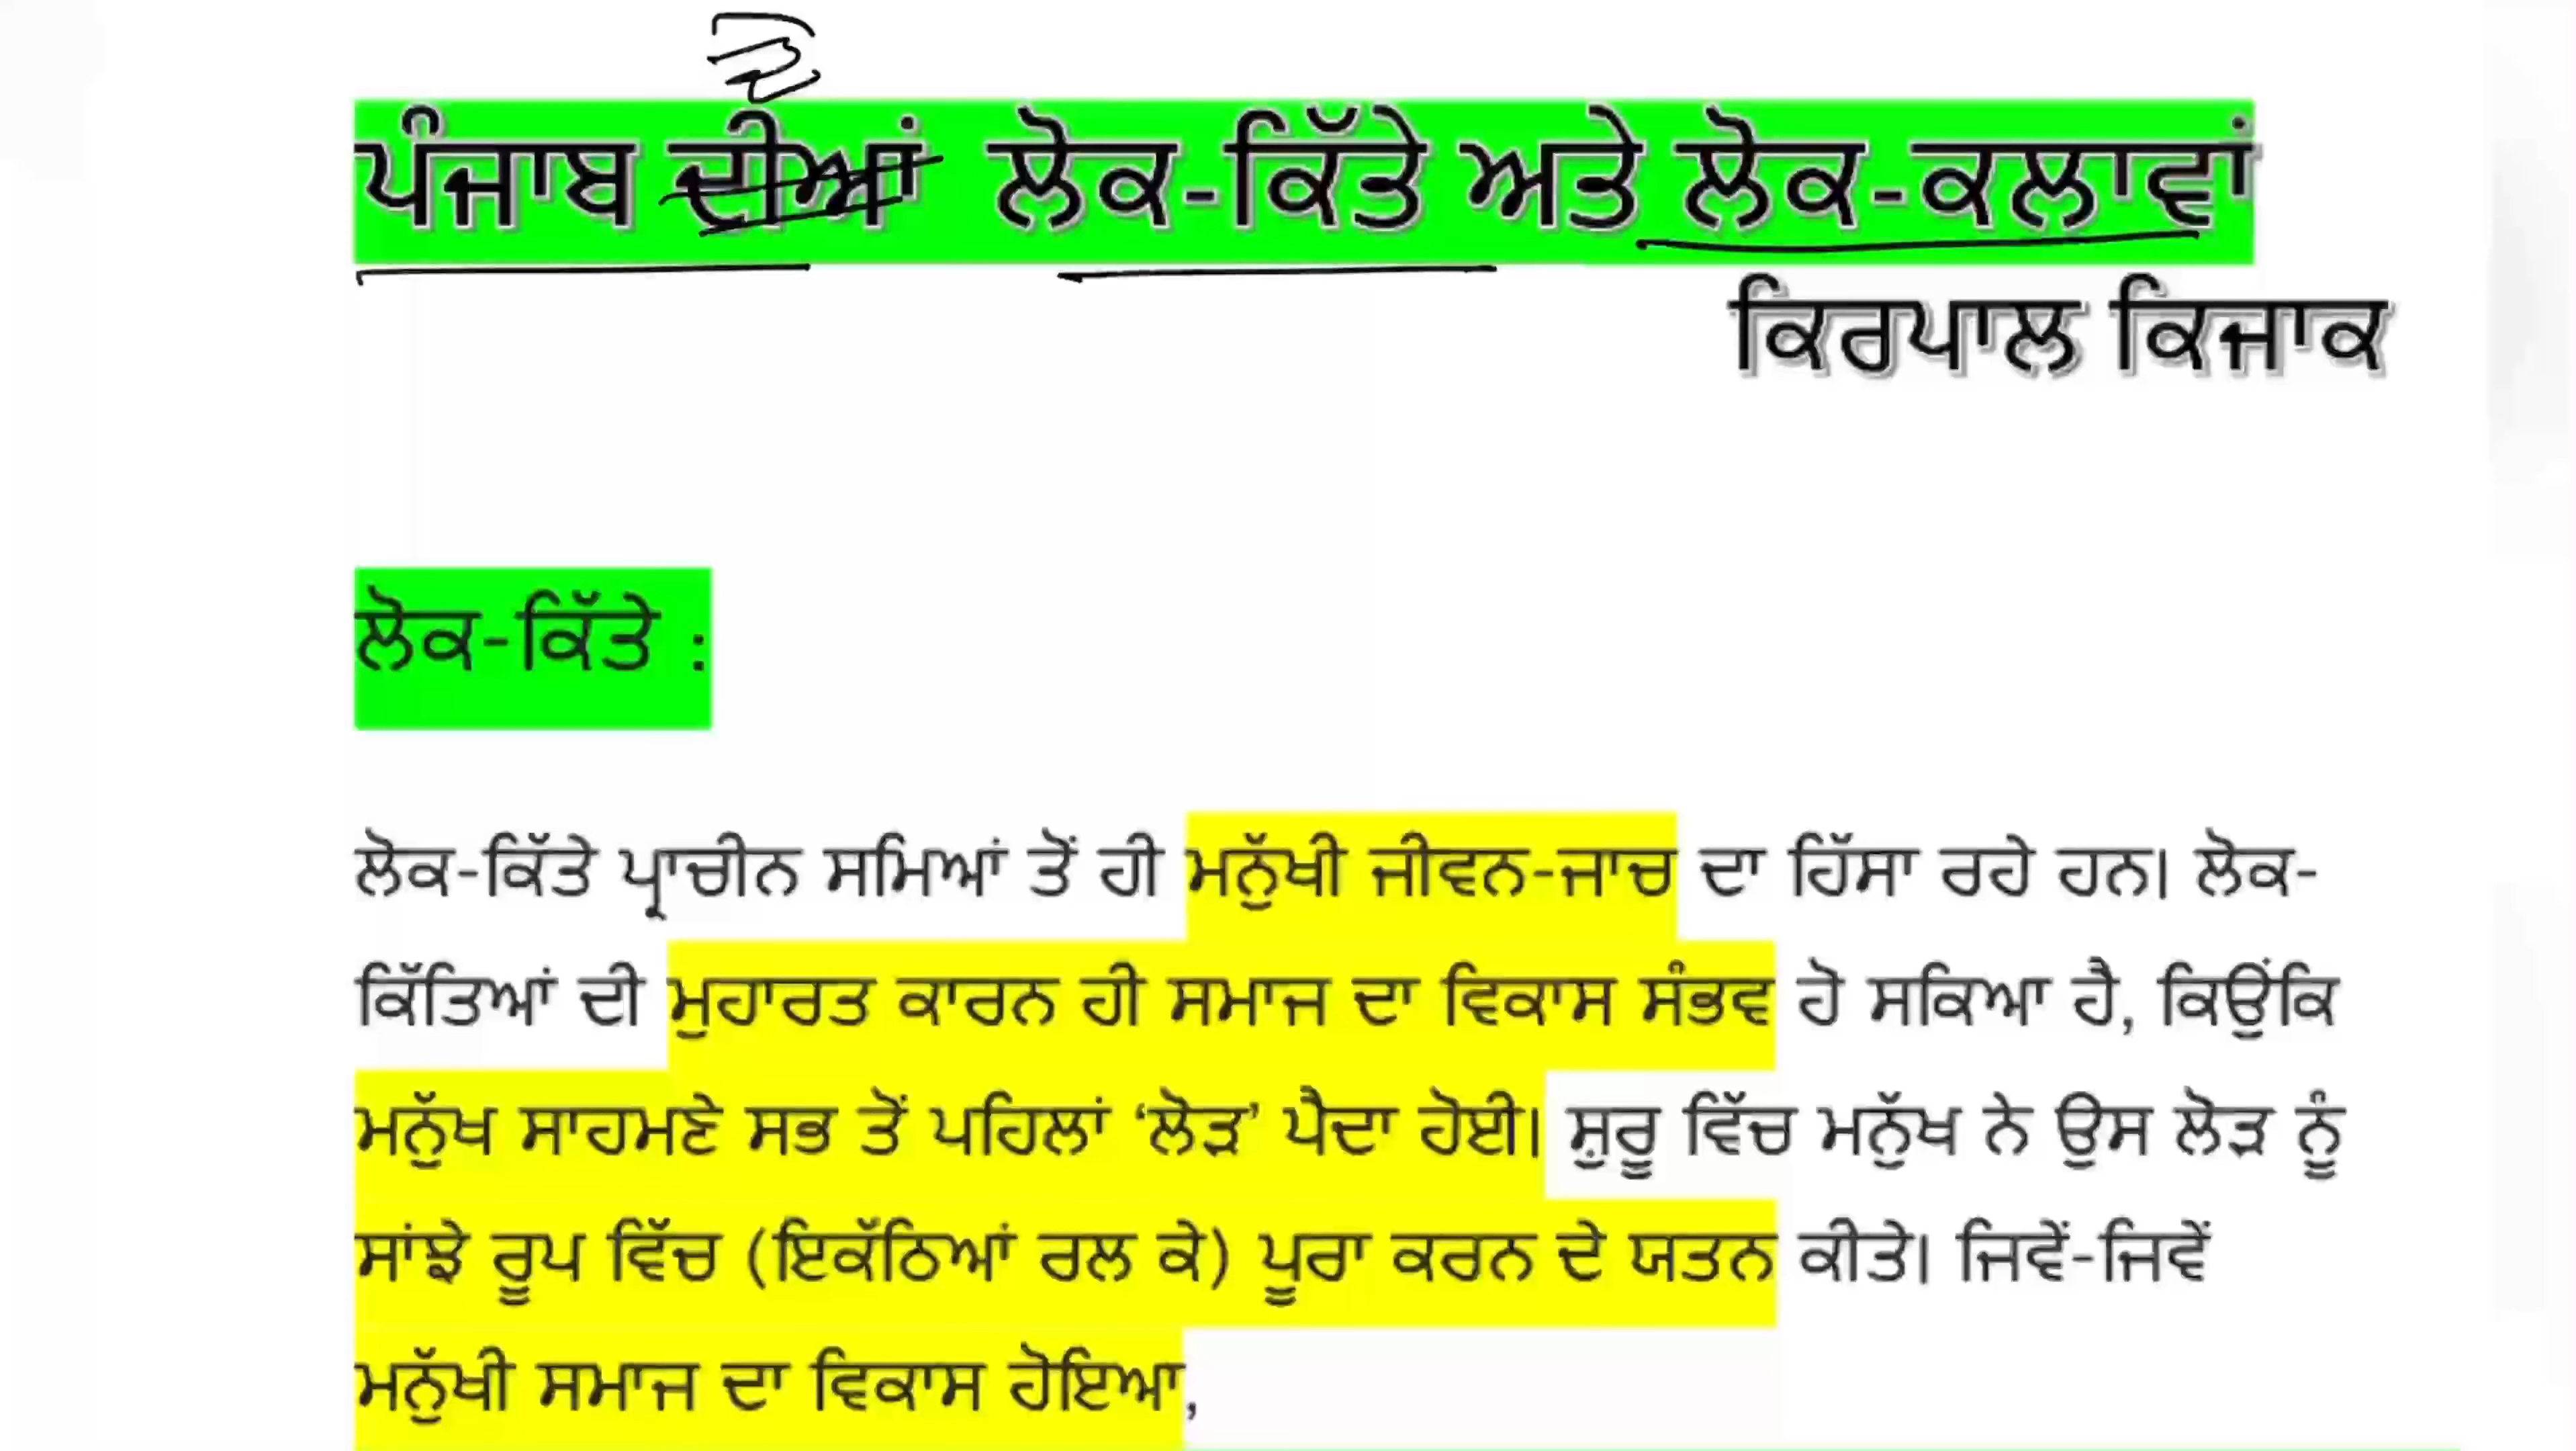 ਪੰਜਾਬ ਦੀਆਂ ਲੋਕ-ਕਿੱਤੇ ਅਤੇ ਲੋਕ-ਕਲਾਵਾਂ
ਕਿਰਪਾਲ ਕਿਜਾਕ
ਲੋਕ-ਕਿੱਤੇ :
ਲੋਕ-ਕਿੱਤੇ ਪ੍ਰਾਚੀਨ ਸਮਿਆਂ ਤੋਂ ਹੀ ਮਨੁੱਖੀ ਜੀਵਨ-ਜਾਚ ਦਾ ਹਿੱਸਾ ਰਹੇ ਹਨ। ਲੋਕ-
ਕਿੱਤਿਆਂ ਦੀ ਮੁਹਾਰਤ ਕਾਰਨ ਹੀ ਸਮਾਜ ਦਾ ਵਿਕਾਸ ਸੰਭਵ ਹੋ ਸਕਿਆ ਹੈ, ਕਿਉਂਕਿ
ਮਨੁੱਖ ਸਾਹਮਣੇ ਸਭ ਤੋਂ ਪਹਿਲਾਂ ‘ਲੋੜ’ ਪੈਦਾ ਹੋਈ। ਸ਼ੁਰੂ ਵਿੱਚ ਮਨੁੱਖ ਨੇ ਉਸ ਲੋੜ ਨੂੰ
ਸਾਂਝੇ ਰੂਪ ਵਿੱਚ (ਇਕੱਠਿਆਂ ਰਲ ਕੇ) ਪੂਰਾ ਕਰਨ ਦੇ ਯਤਨ ਕੀਤੇ। ਜਿਵੇਂ-ਜਿਵੇਂ
ਮਨੁੱਖੀ ਸਮਾਜ ਦਾ ਵਿਕਾਸ ਹੋਇਆ,